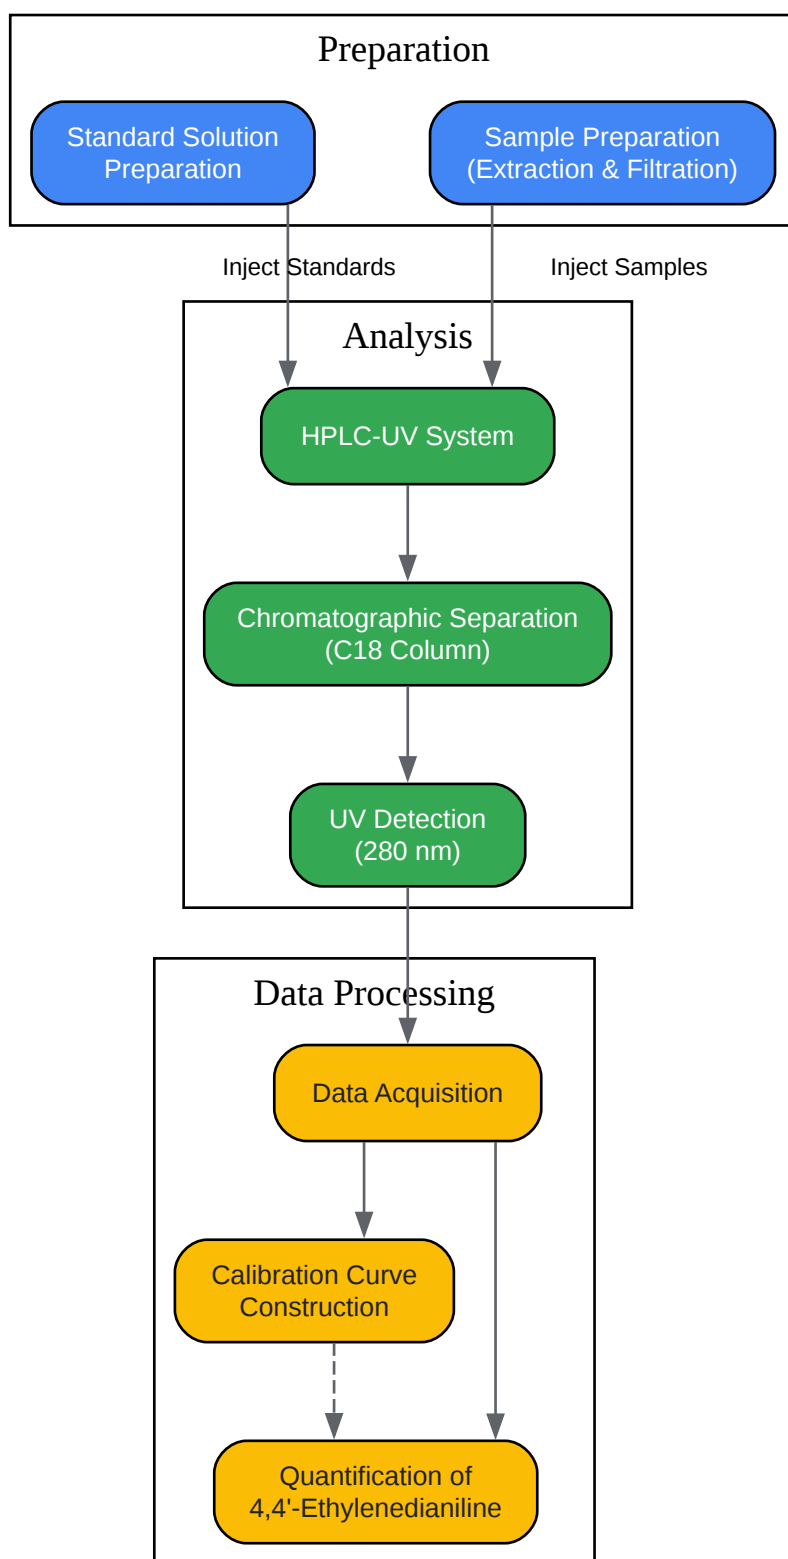 Preparation
Standard Solution
Preparation
Sample Preparation
(Extraction & Filtration)
Inject Standards
Inject Samples
Analysis
HPLC-UV System
Chromatographic Separation
(C18 Column)
UV Detection
(280 nm)
Data Processing
Data Acquisition
Calibration Curve
Construction
Quantification of
4,4'-Ethylenedianiline